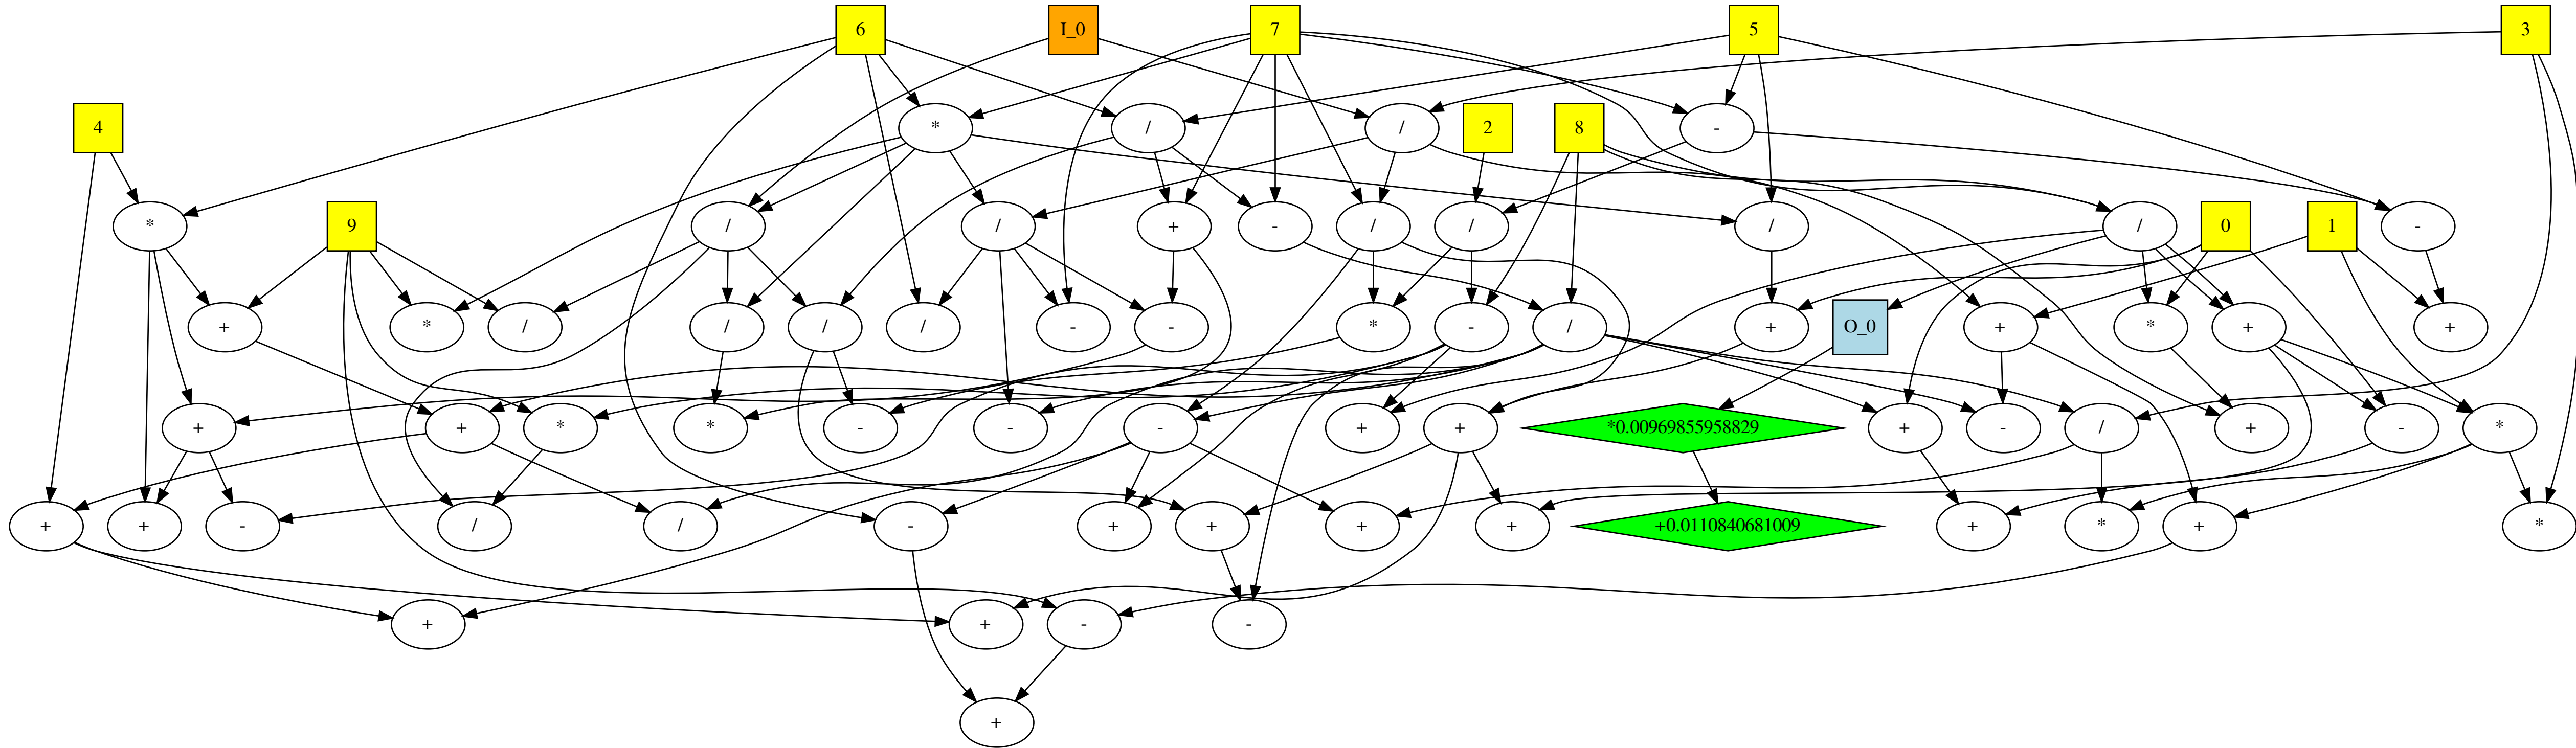 6 I_0 7 5 3
4 * / / 2 8 -
* 9 / / + - / / / / 0 1 -
+ * / / / / - - * - / + O_0 + * + +
+ + * * - - - + + *0.00969855958829 + - / + - *
+ + - / / - + + + + +0.0110840681009 + * + *
+ + - -
+